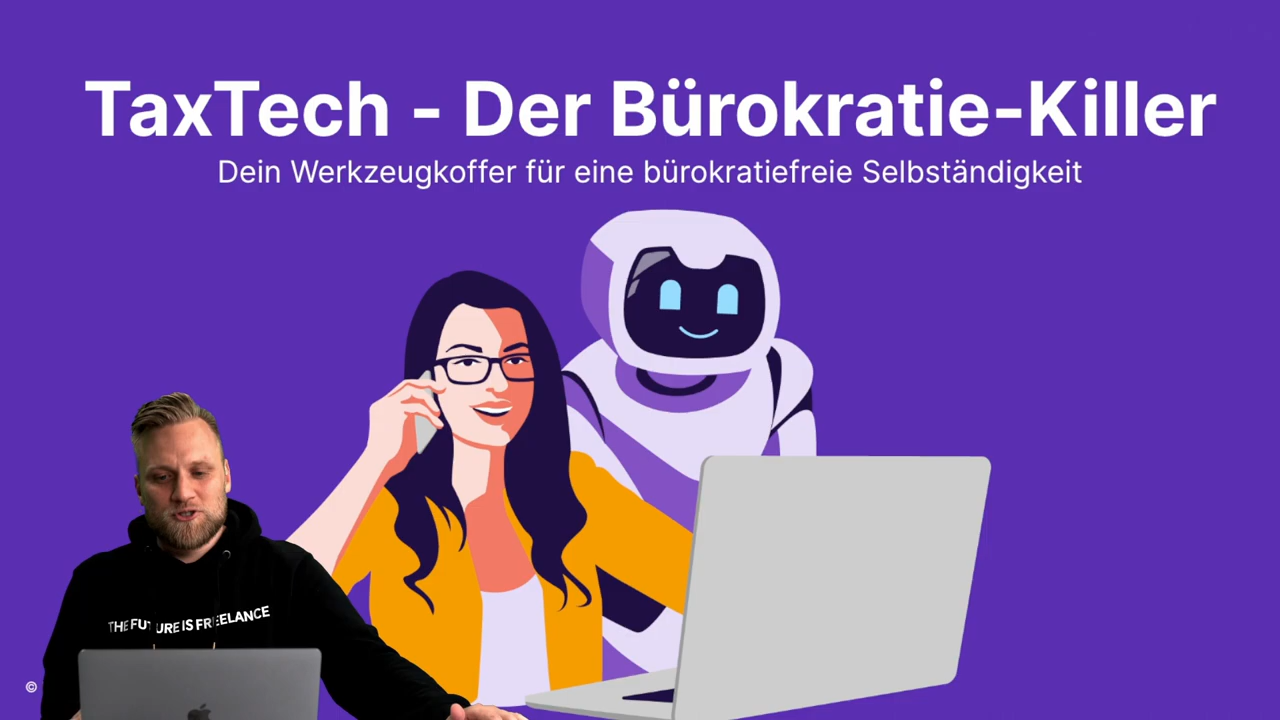 TaxTech - Der Bürokratie-Killer
Dein Werkzeugkoffer für eine bürokratiefreie Selbständigkeit
THE FUTURE IS FREELANCE
©